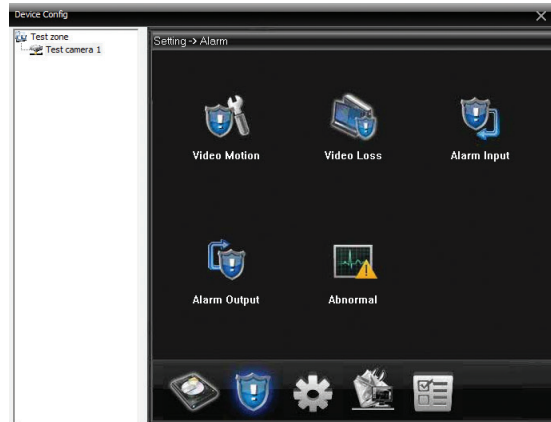 Device Config
Test zone
Test camera 1
Setting -> Alarm
Video Motion
Video Loss
Alarm Input
Alarm Output
Abnormal